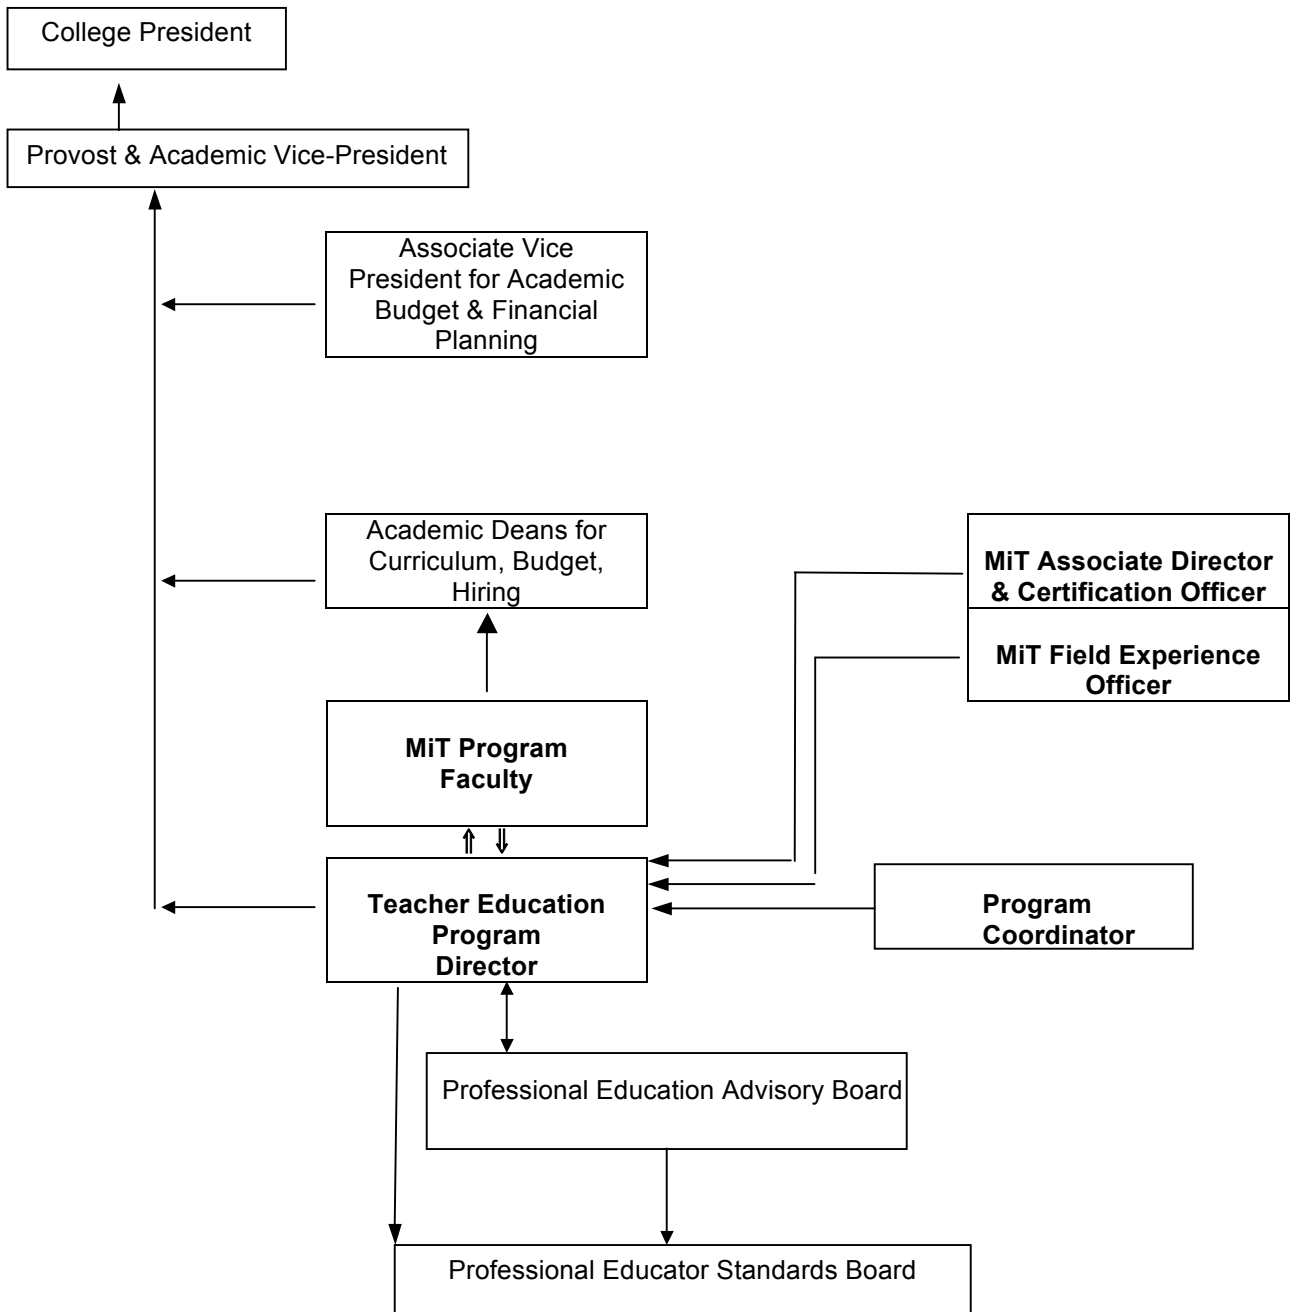 College President
Provost & Academic Vice-President
Associate Vice
President for Academic
Budget & Financial
Planning
Academic Deans for
Curriculum, Budget,
Hiring
MiT Associate Director
& Certification Officer
MiT Field Experience
Officer
MiT Program
Faculty
Teacher Education
Program
Director
Program
Coordinator
Professional Education Advisory Board
Professional Educator Standards Board